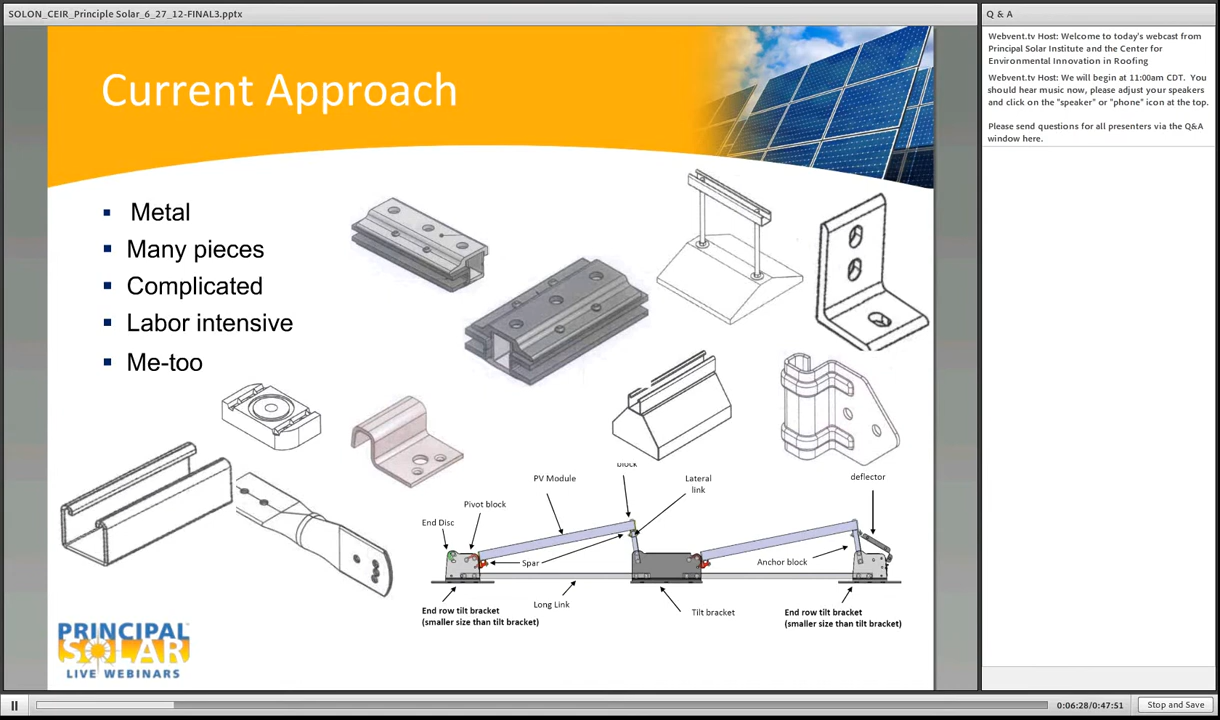 SOLON_CEIR_Principle Solar_6_27_12-FINAL3.pptx
Current Approach
Metal
Many pieces
Complicated
Labor intensive
Me-too
block
PV Module
Lateral
link
deflector
Pivot block
End Disc
Spar
Anchor block
Long Link
End row tilt bracket
(smaller size than tilt bracket)
Tilt bracket
End row tilt bracket
(smaller size than tilt bracket)
PRINCIPAL
SOLAR
LIVE WEBINARS
Q & A
Webvent.tv Host: Welcome to today's webcast from
Principal Solar Institute and the Center for
Environmental Innovation in Roofing
Webvent.tv Host: We will begin at 11:00am CDT. You
should hear music now, please adjust your speakers
and click on the "speaker" or "phone" icon at the top.
Please send questions for all presenters via the Q&A
window here.
0:06:28/0:47:51
Stop and Save